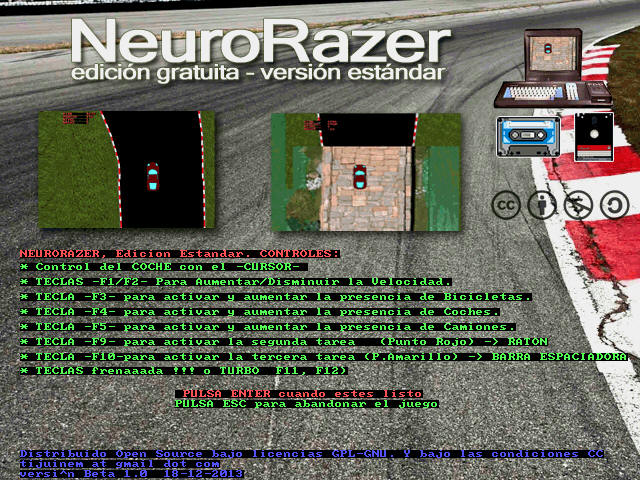 NeuroRazer
edición gratuita - versión estándar
NEURORAZER, Edicion Estandar. CONTROLES:
* Control del COCHE con el -CURSOR-
* TECLAS -F1/F2- Para Aumentar/Disminuir la Velocidad.
* TECLA -F3- para activar y aumentar la presencia de Bicicletas.
* TECLA -F4- para activar y aumentar la presencia de Coches.
* TECLA -F5- para activar y aumentar la presencia de Camiones.
* TECLA -F9- para activar la segunda tarea (Punto Rojo) -> RATÓN
* TECLA -F10-para activar la tercera tarea (P.Amarillo) -> BARRA ESPACIADORA
* TECLAS frenaaada !!! o TURBO F11, F12)
PULSA ENTER cuando estes listo
PULSA ESC para abandonar el juego
Distribuido Open Source bajo licencias GPL-GNU. Y bajo las condiciones CC
tijuinem at gmail dot com
versi^n Beta 1.0 18-12-2013